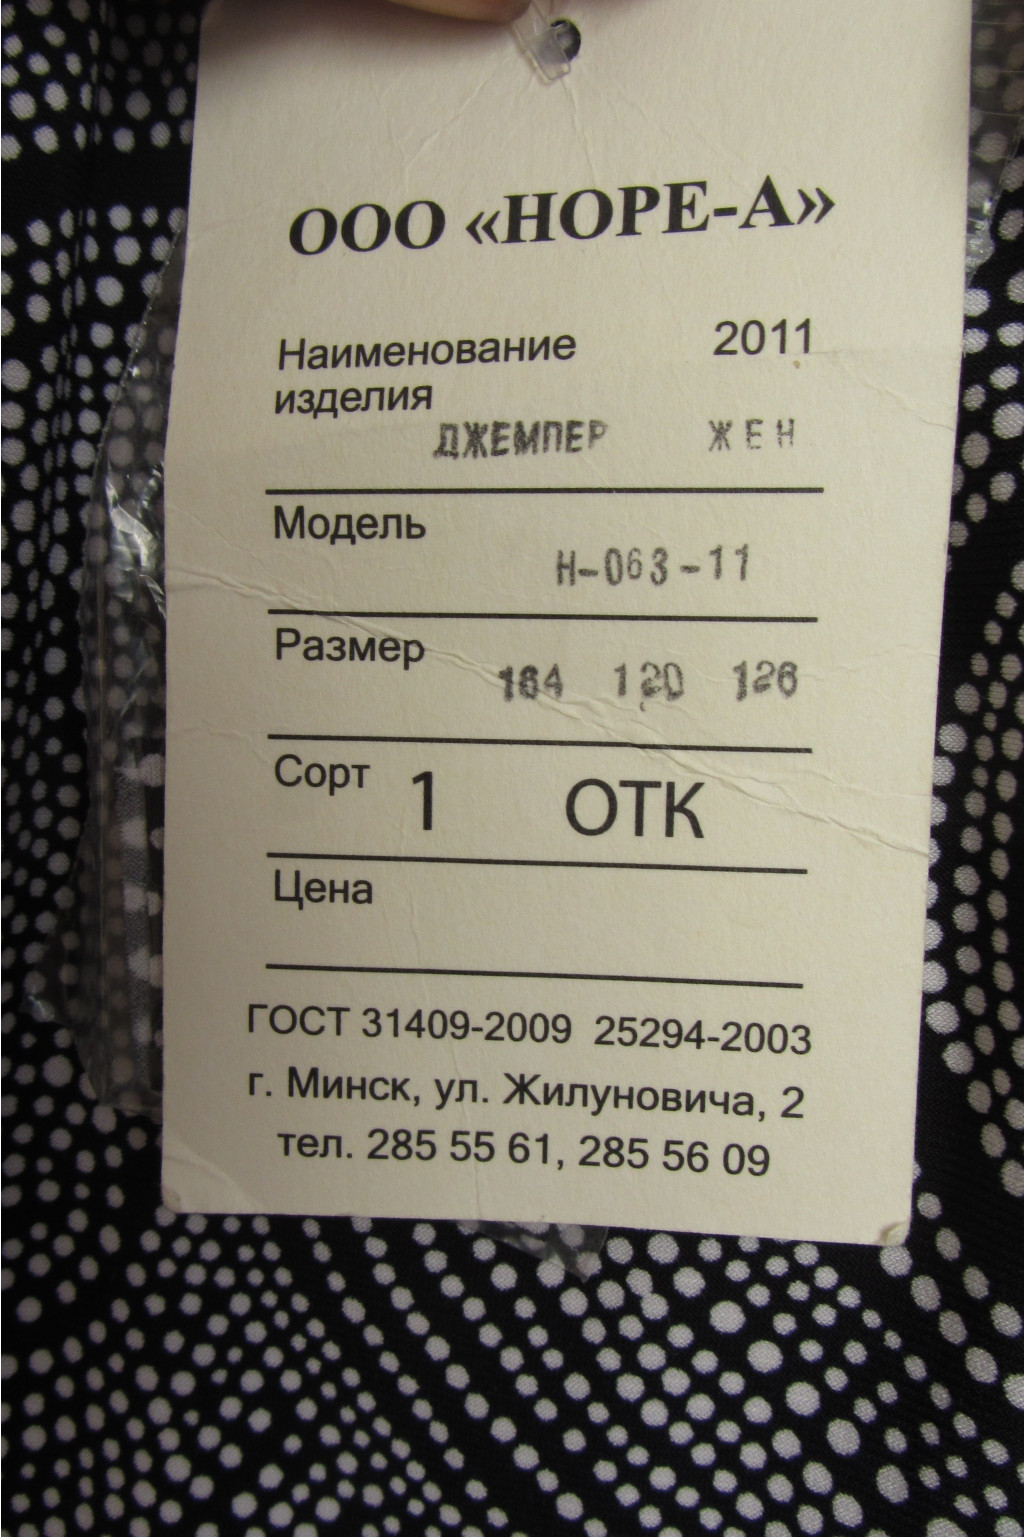 ООО «НОРЕ-А»
Наименование 2011
изделия
ДЖЕМПЕР ЖЕН
Модель
Н-063-11
Размер
164 120 126
Сорт 1 ОТК
Цена
ГОСТ 31409-2009 25294-2003
г. Минск, ул. Жилуновича, 2
тел. 285 55 61, 285 56 09